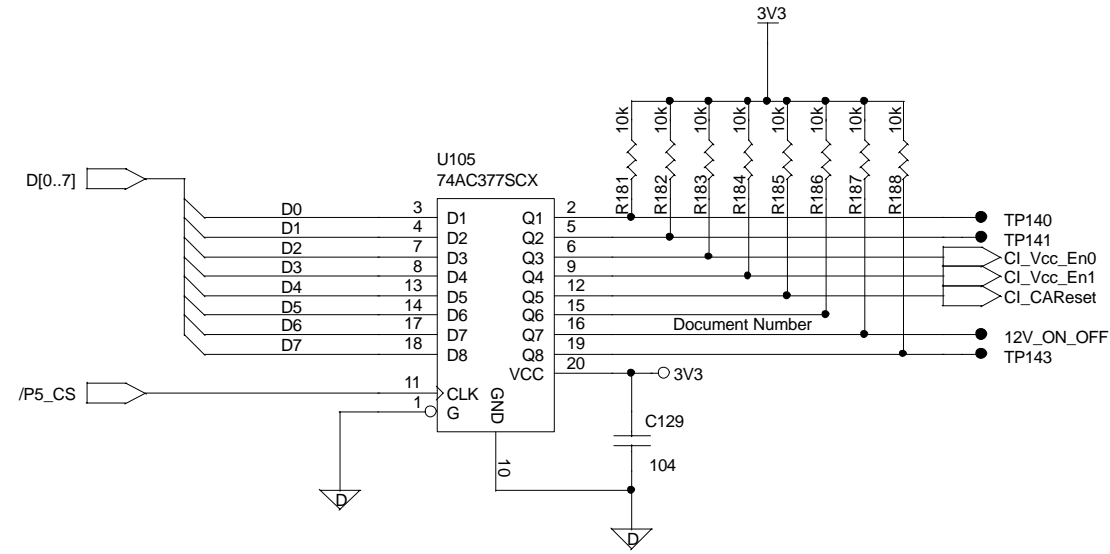 3V3
10k 10k 10k 10k 10k 10k 10k 10k
R181 R182 R183 R184 R185 R186 R187 R188
U105
74AC377SCX
D[0..7]
D0 3 D1 Q1 2 TP140
D1 4 D2 Q2 5 TP141
D2 7 D3 Q3 6 CI_Vcc_En0
D3 8 D4 Q4 9 CI_Vcc_En1
D4 13 D5 Q5 12 CI_CAReset
D5 14 D6 Q6 15
D6 17 D7 Q7 16 Document Number 12V_ON_OFF
D7 18 D8 Q8 19 TP143
VCC 20 3V3
/P5_CS 11 CLK
1 G
GND
10
C129
104
D
D